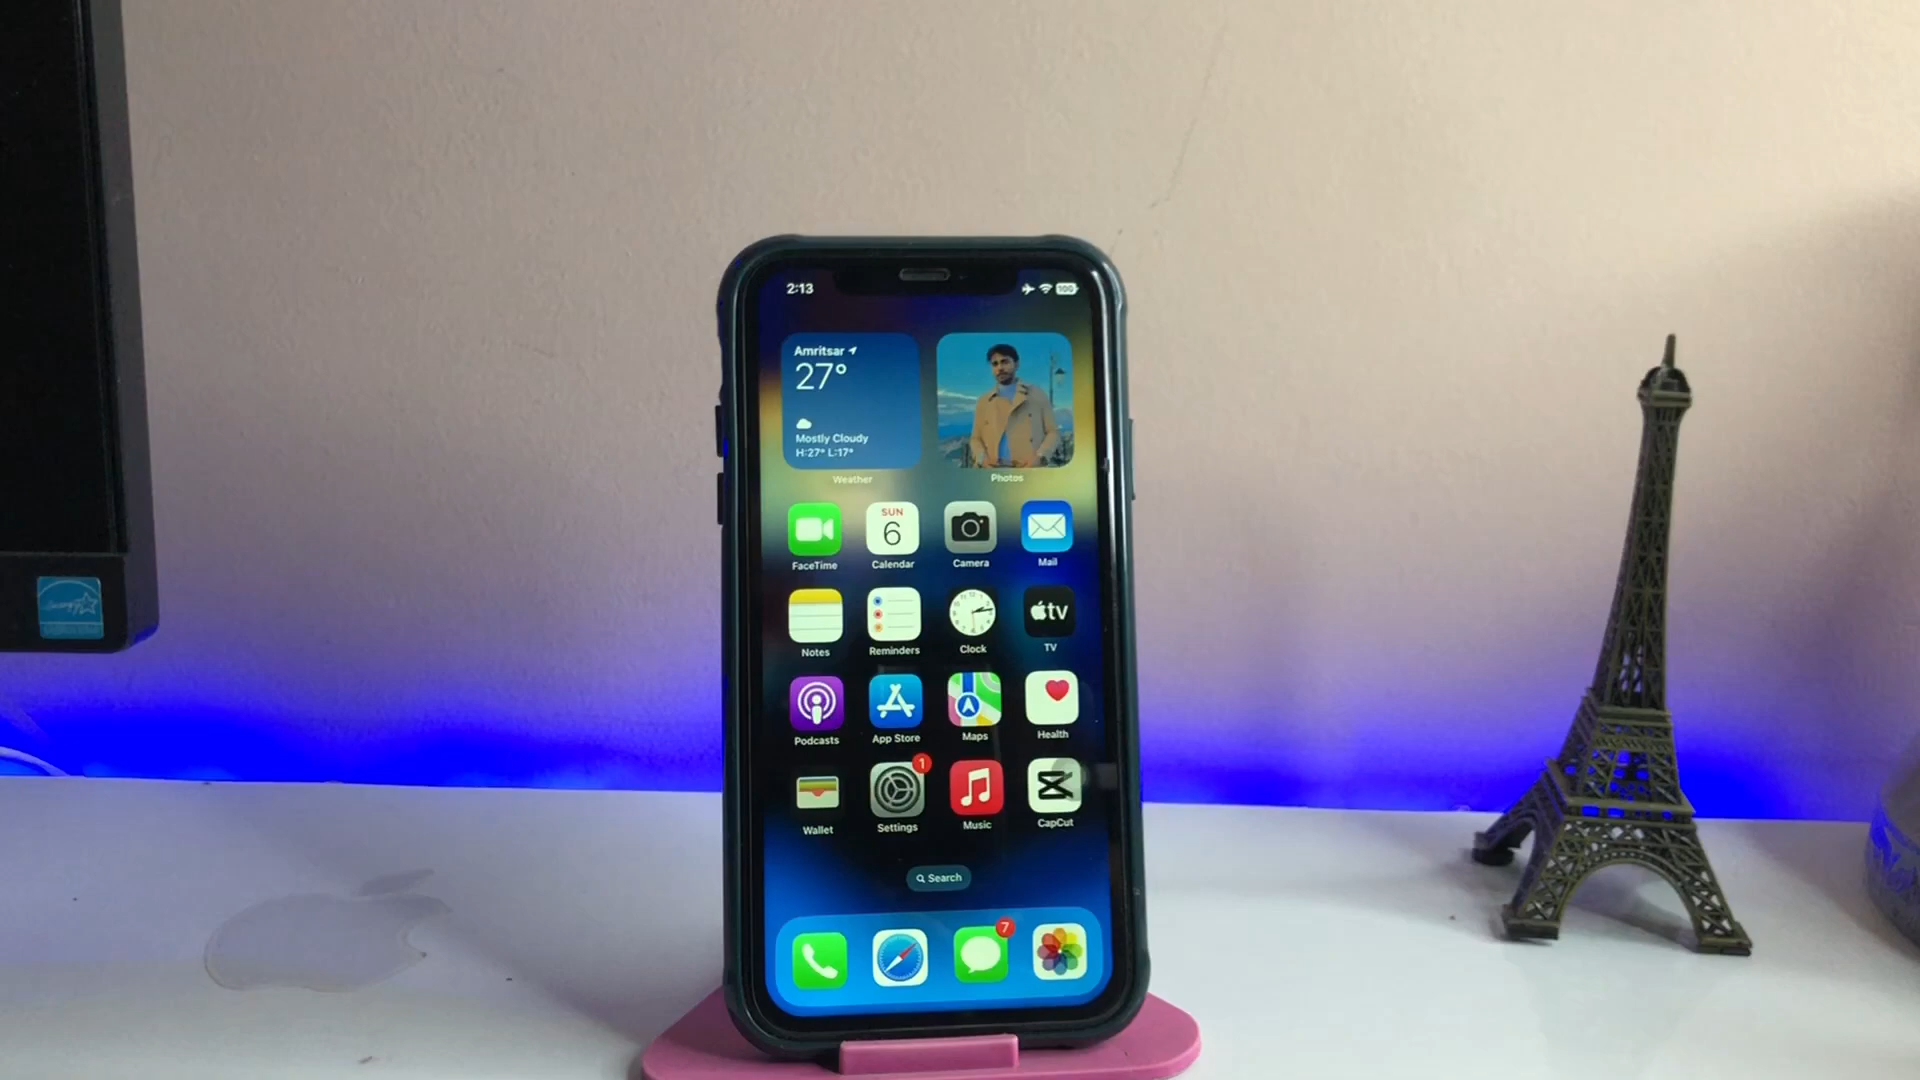 2:13
100
Amritsar
27°
Mostly Cloudy
H:27° L:17°
Weather
Photos
SUN
6
FaceTime
Calendar
Camera
Mail
tv
Notes
Reminders
Clock
TV
Podcasts
App Store
Maps
Health
1
Wallet
Settings
Music
CapCut
Search
7